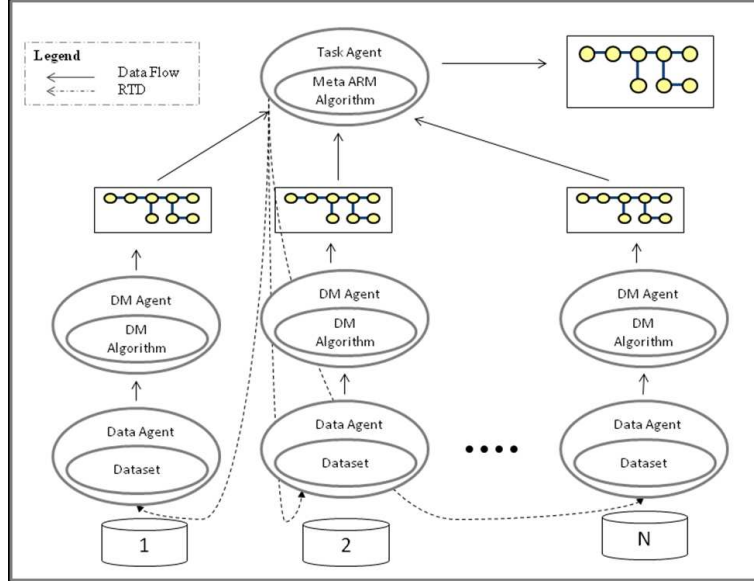 Legend
Data Flow
RTD
Task Agent
Meta ARM
Algorithm
DM Agent
DM
Algorithm
DM Agent
DM
Algorithm
DM Agent
DM
Algorithm
Data Agent
Dataset
Data Agent
Dataset
Data Agent
Dataset
1
2
N